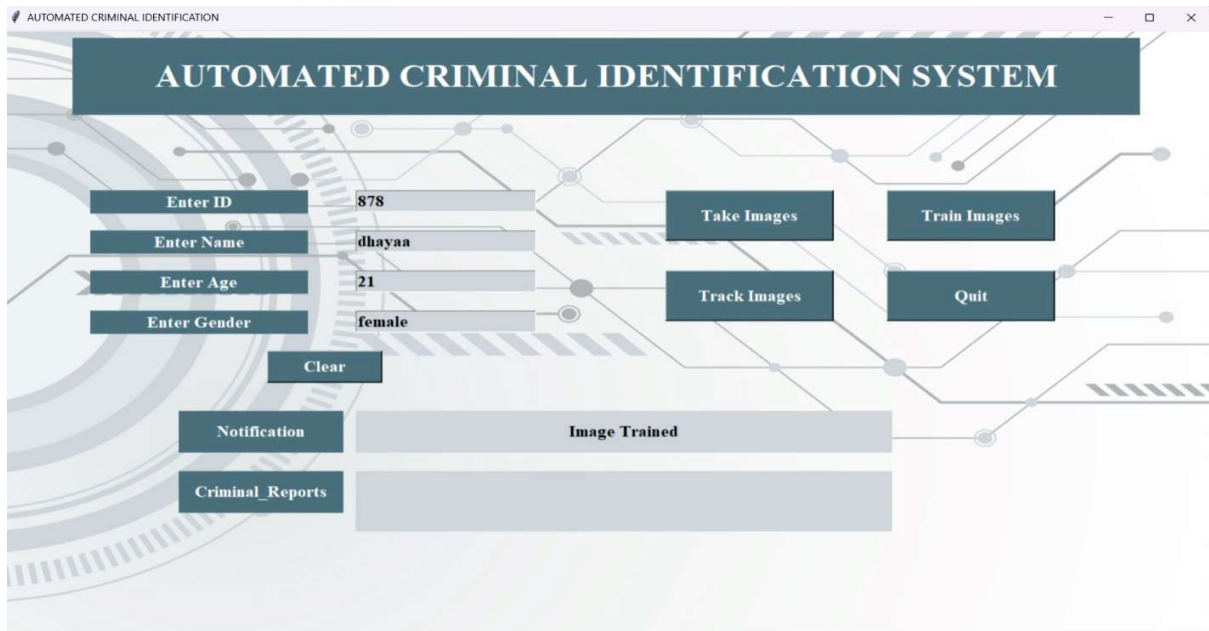 AUTOMATED CRIMINAL IDENTIFICATION
AUTOMATED CRIMINAL IDENTIFICATION SYSTEM
Enter ID
878
Enter Name
dhayaa
Enter Age
21
Enter Gender
female
Clear
Take Images
Train Images
Track Images
Quit
Notification
Image Trained
Criminal_Reports